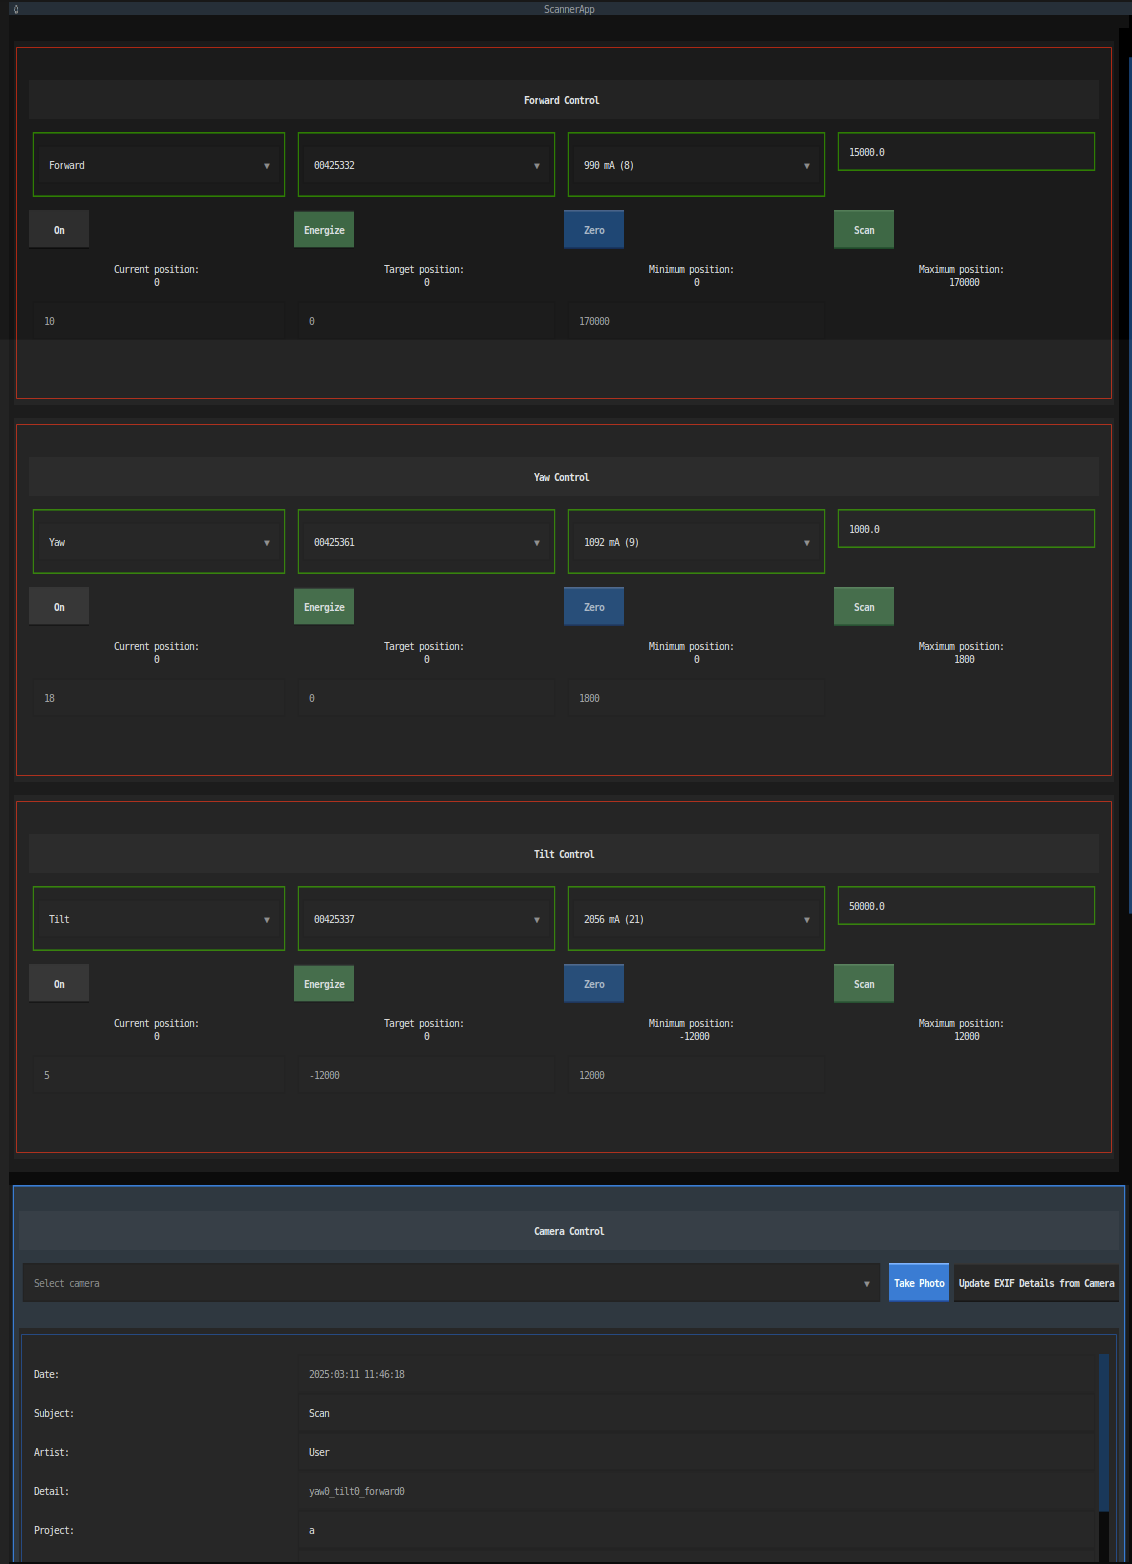 ScannerApp
Forward Control
Forward ▼ 00425332 ▼ 990 mA (8) ▼ 15000.0
On Energize Zero Scan
Current position: Target position: Minimum position: Maximum position:
0 0 0 170000
10 0 170000
Yaw Control
Yaw ▼ 00425361 ▼ 1092 mA (9) ▼ 1000.0
On Energize Zero Scan
Current position: Target position: Minimum position: Maximum position:
0 0 0 1800
18 0 1800
Tilt Control
Tilt ▼ 00425337 ▼ 2056 mA (21) ▼ 50000.0
On Energize Zero Scan
Current position: Target position: Minimum position: Maximum position:
0 0 -12000 12000
5 -12000 12000
Camera Control
Select camera ▼ Take Photo Update EXIF Details from Camera
Date: 2025:03:11 11:46:18
Subject: Scan
Artist: User
Detail: yaw0_tilt0_forward0
Project: a